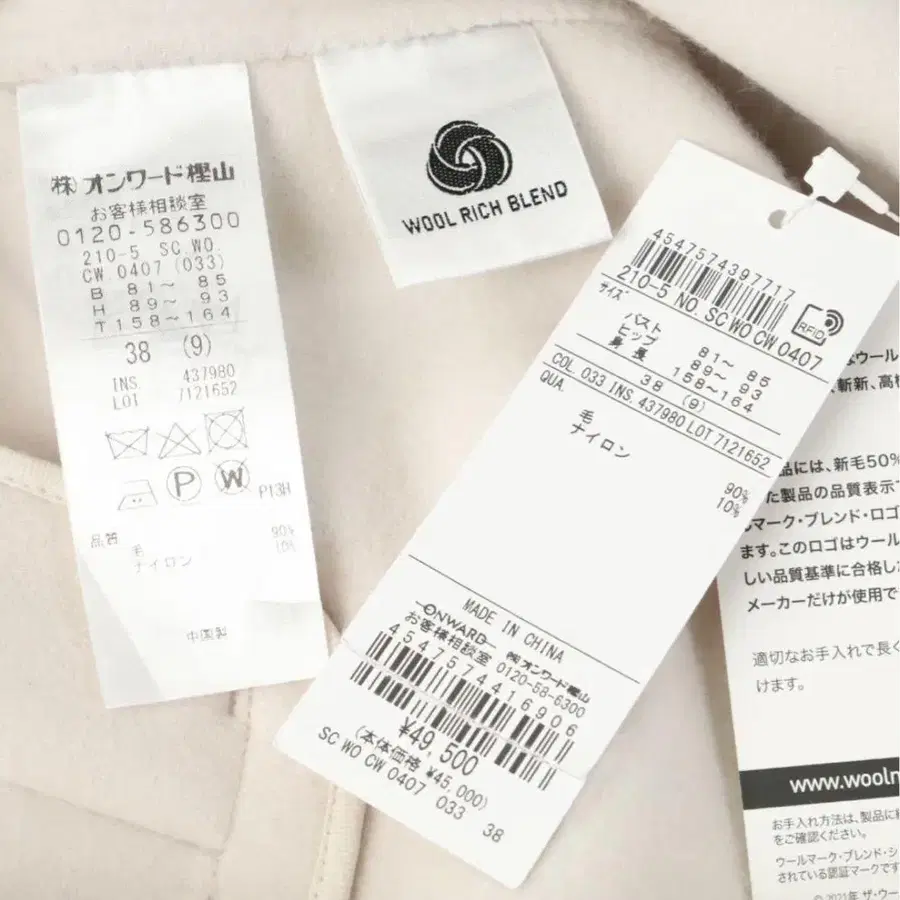 ㈱オンワード樫山
お客様相談室
0120-586300
210-5 SC.WO.
CW 0407 (033)
B 81～ 85
H 89～ 93
T 158～164
38 (9)
INS. 437980
LOT 7121652
P
W
P13H
品質
毛 90%
ナイロン 10%
中国製
WOOL RICH BLEND
4547574397717
210-5 NO. SC WO CW 0407
RFID
サイズ
バスト 81～ 85
ヒップ 89～ 93
身長 158～164
38 (9)
COL. 033 INS. 437980 LOT 7121652
QUA.
毛 90%
ナイロン 10%
MADE IN CHINA
ONWARD ㈱オンワード樫山
お客様相談室 0120-58-6300
4547574416906
¥49,500
(本体価格 ¥45,000)
SC WO CW 0407 033 38
はウール
、斬新、高
品には、新毛50%
た製品の品質表示
マーク・ブレンド・ロゴ
ます。このロゴはウール
しい品質基準に合格した
メーカーだけが使用で
適切なお手入れで長く
けます。
www.wooln
お手入れ方法は、製品に
をご確認ください。
ウールマーク・ブレンド・シ
されている認証マークです
© 2021年 ザ・ウー